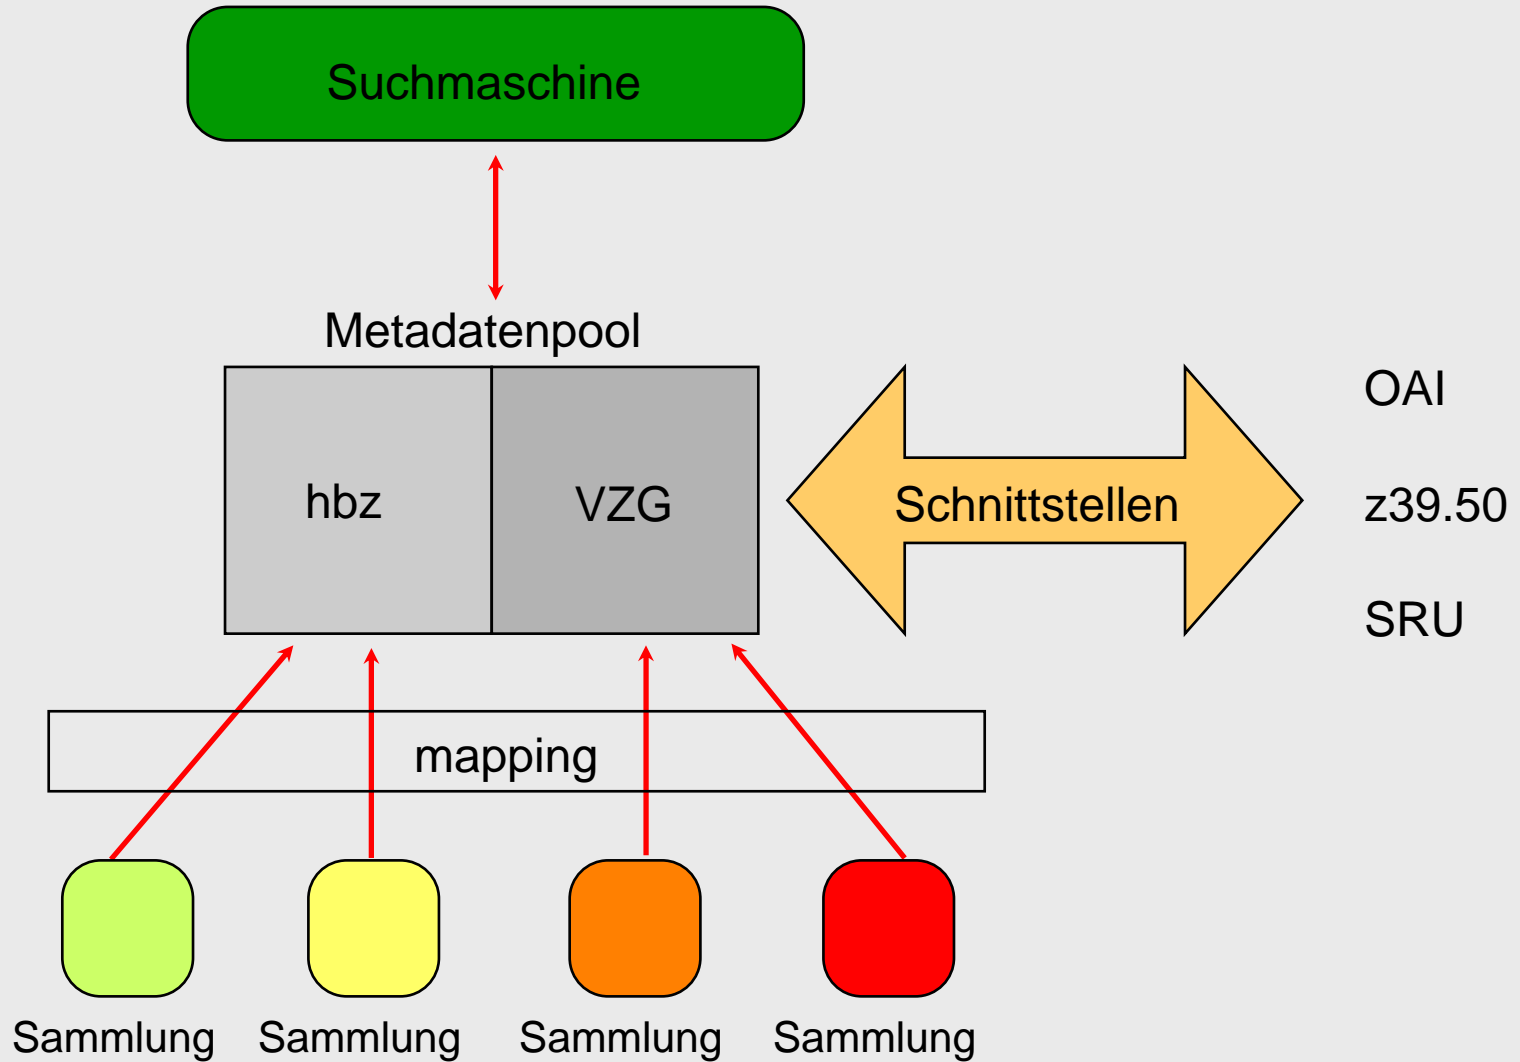 Suchmaschine
Metadatenpool
hbz
VZG
Schnittstellen
OAI
z39.50
SRU
mapping
Sammlung
Sammlung
Sammlung
Sammlung